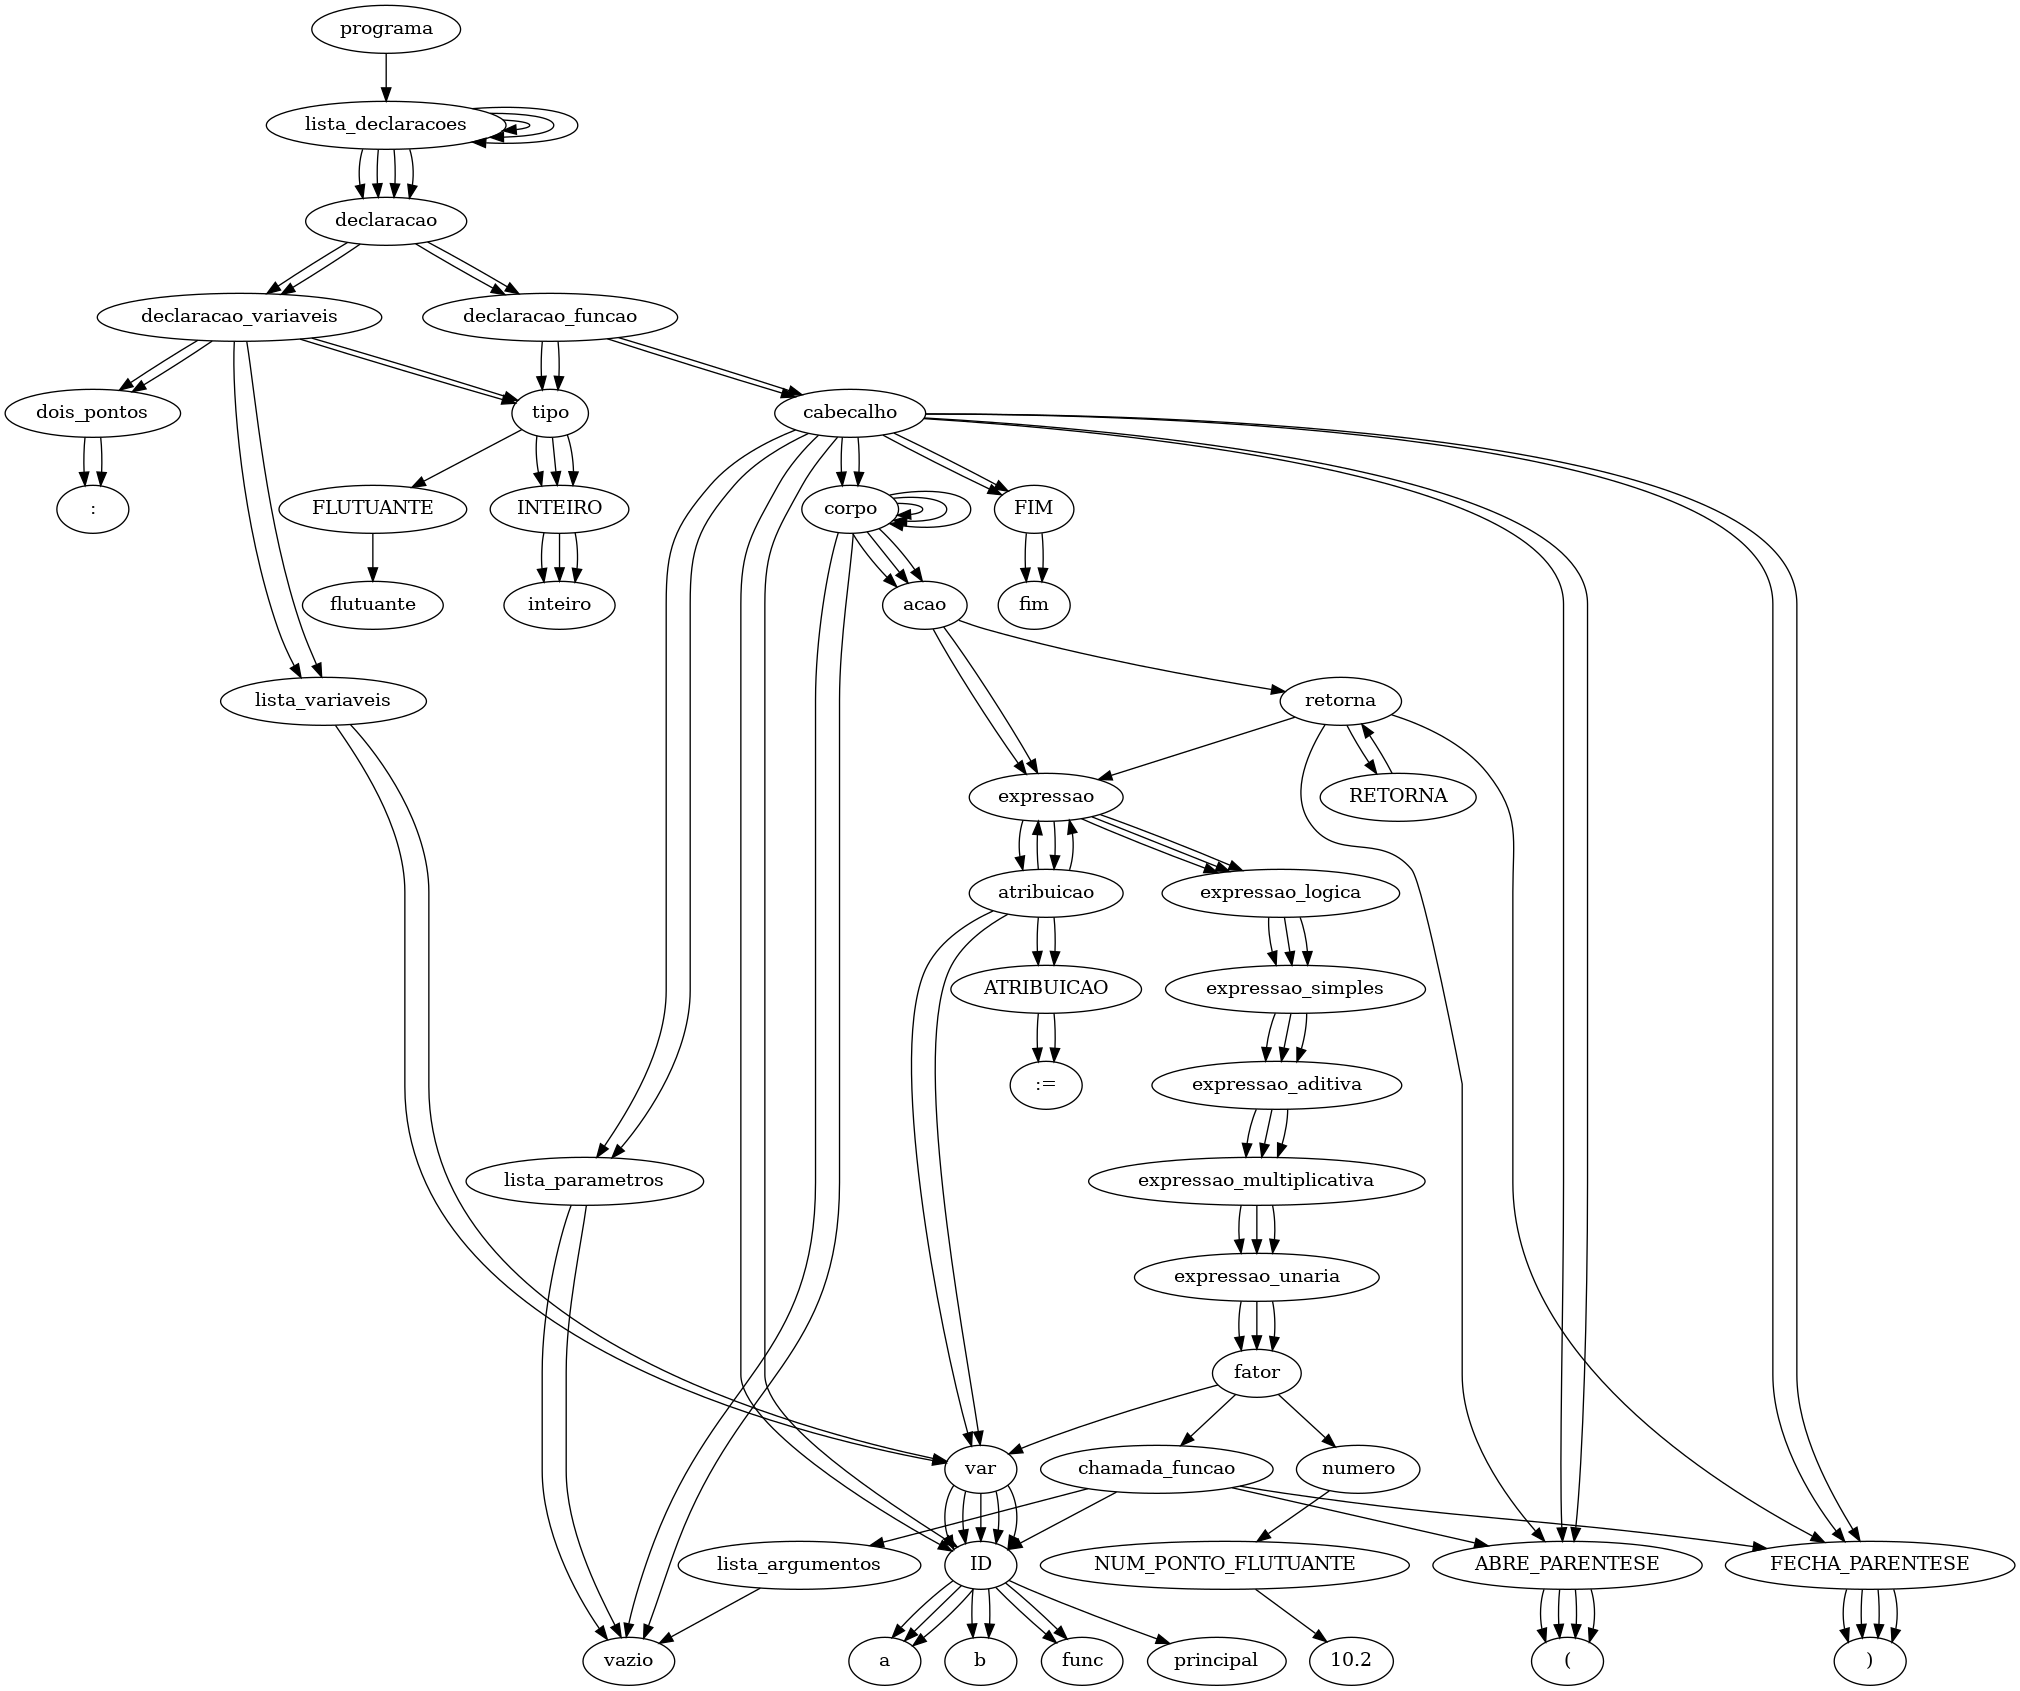 programa
lista_declaracoes
declaracao
declaracao_variaveis
declaracao_funcao
dois_pontos
tipo
cabecalho
:
FLUTUANTE
INTEIRO
corpo
FIM
flutuante
inteiro
acao
fim
lista_variaveis
retorna
expressao
RETORNA
atribuicao
expressao_logica
ATRIBUICAO
expressao_simples
:=
expressao_aditiva
lista_parametros
expressao_multiplicativa
expressao_unaria
fator
var
chamada_funcao
numero
lista_argumentos
ID
NUM_PONTO_FLUTUANTE
ABRE_PARENTESE
FECHA_PARENTESE
vazio
a
b
func
principal
10.2
(
)